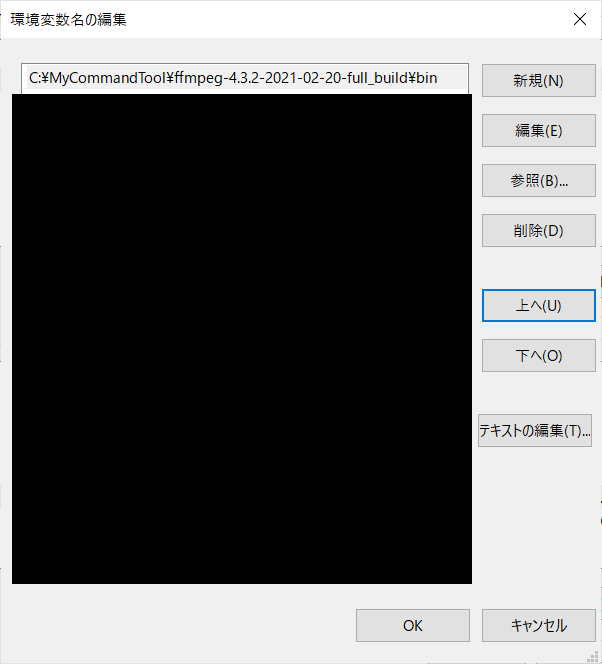 環境変数名の編集
C:¥MyCommandTool¥ffmpeg-4.3.2-2021-02-20-full_build¥bin
新規(N)
編集(E)
参照(B)...
削除(D)
上へ(U)
下へ(O)
テキストの編集(T)...
OK
キャンセル